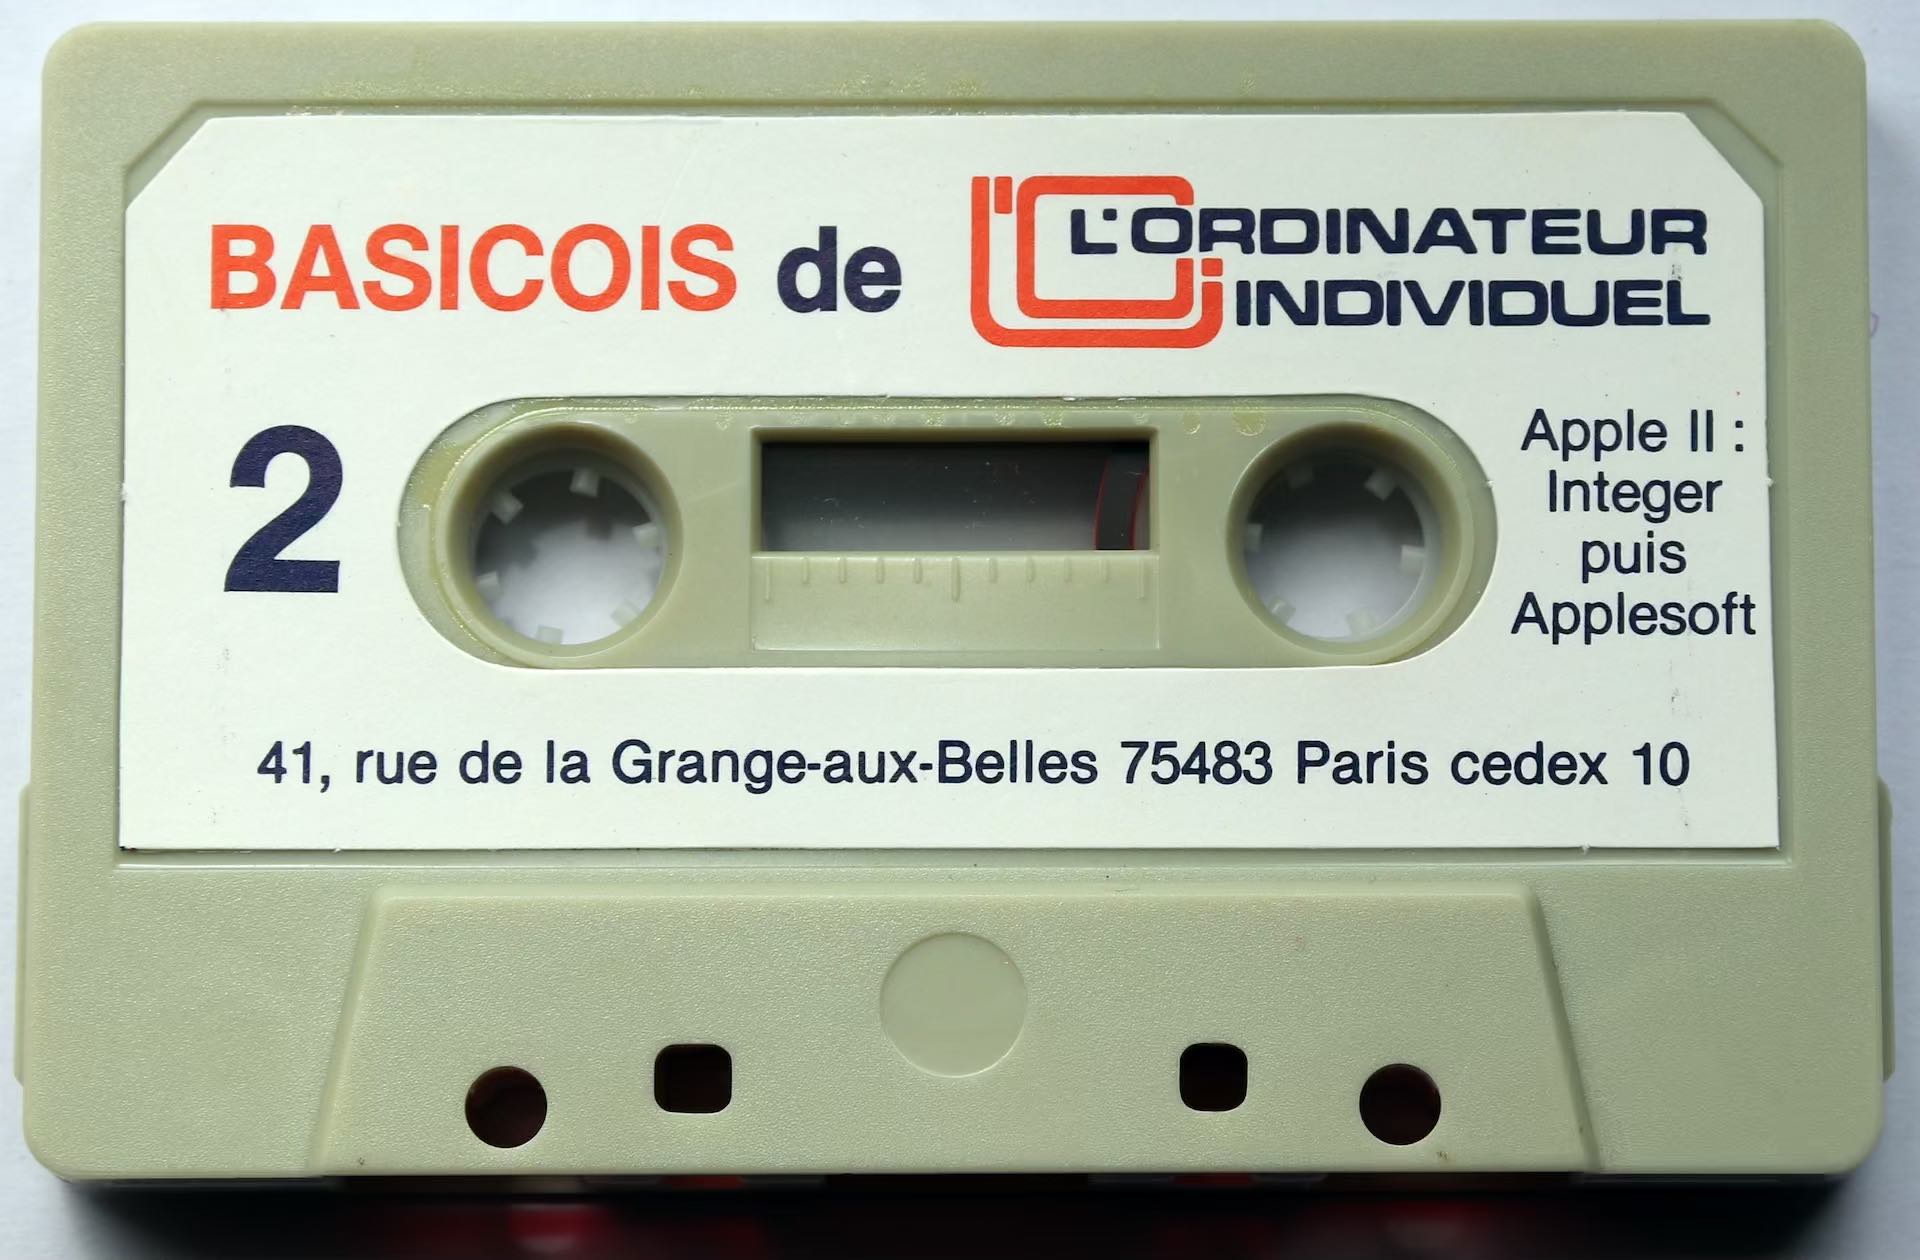 BASICOIS de L'ORDINATEUR
INDIVIDUEL
2
Apple II :
Integer
puis
Applesoft
41, rue de la Grange-aux-Belles 75483 Paris cedex 10